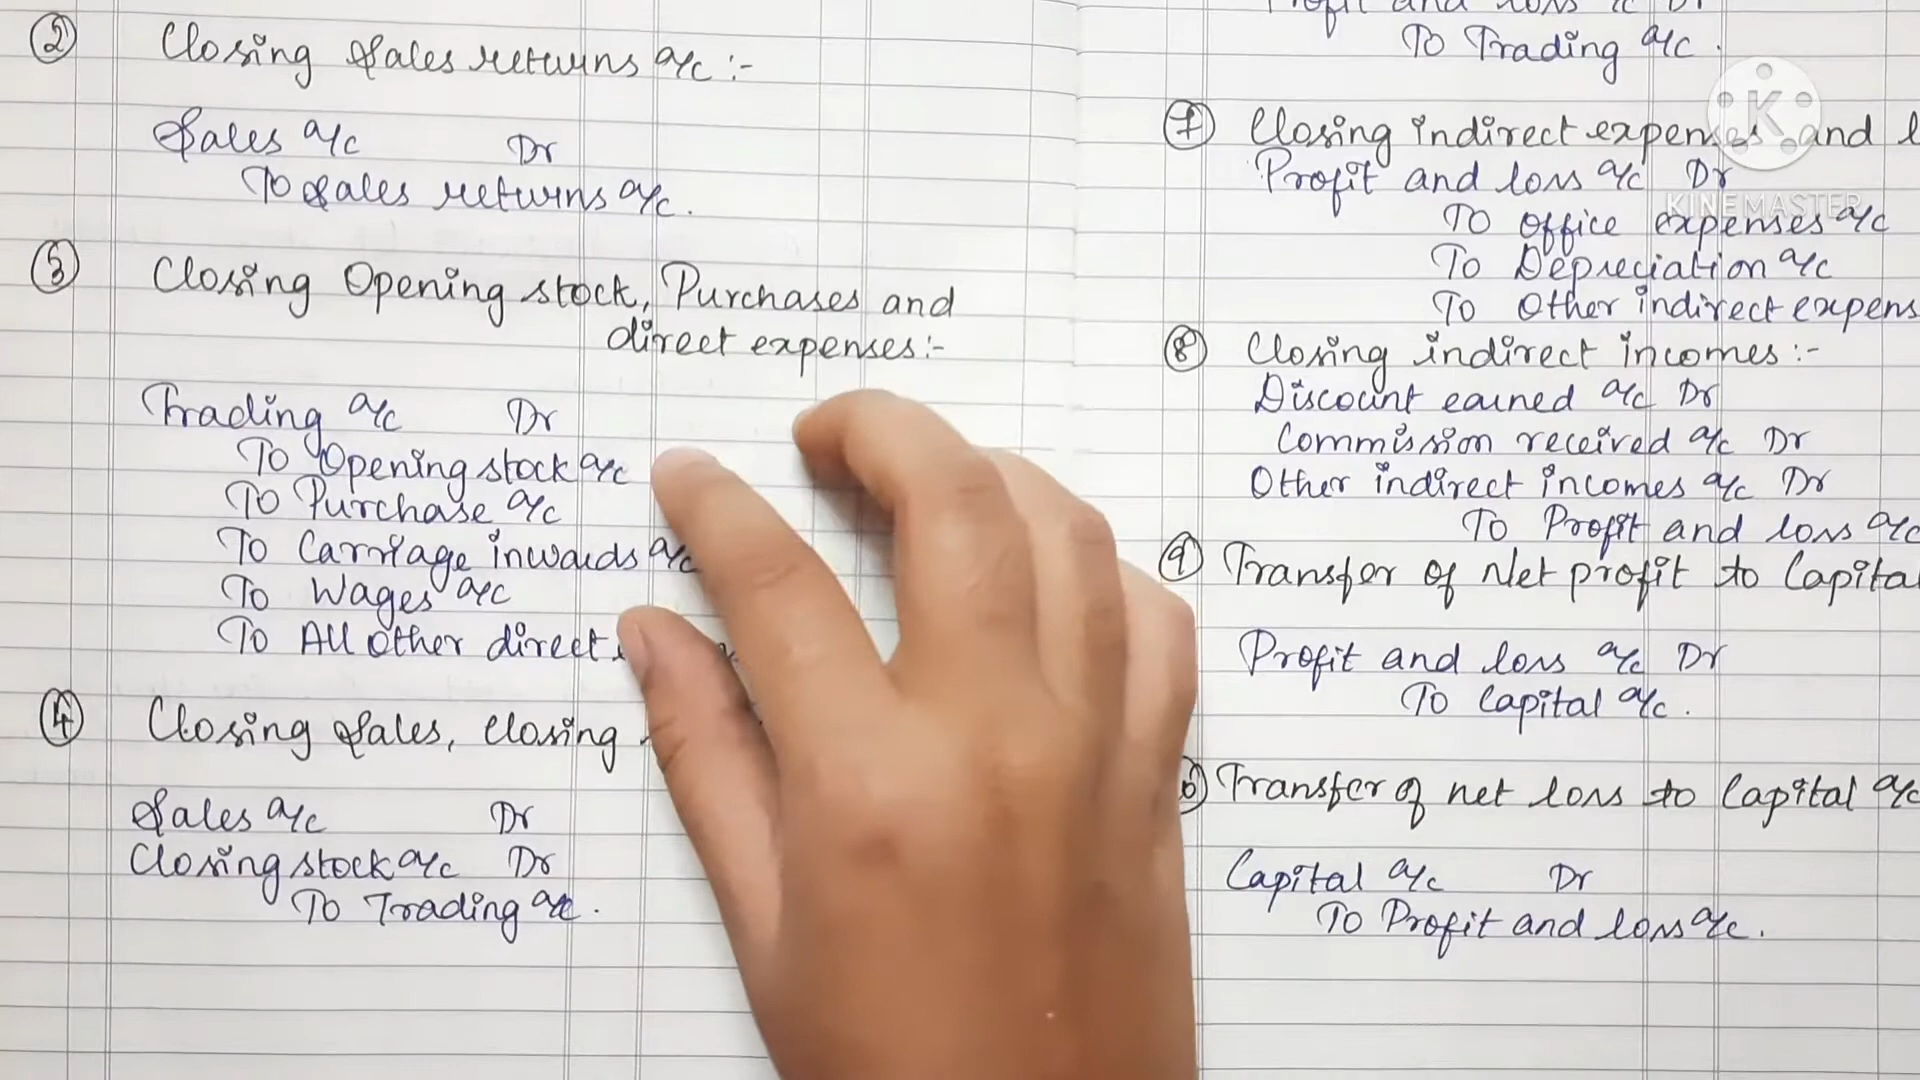 ② Closing Sales returns a/c :-
Sales a/c Dr
To Sales returns a/c.
③ Closing Opening stock, Purchases and
direct expenses:-
Trading a/c Dr
To Opening stock a/c
To Purchase a/c
To Carriage inwards a/c
To Wages a/c
To All other direct
④ Closing Sales, Closing
Sales a/c Dr
Closing stock a/c Dr
To Trading a/c.
Profit and loss a/c Dr
To Trading a/c.
⑦ Closing indirect expenses and
Profit and loss a/c Dr
To Office expenses a/c
To Depreciation a/c
To Other indirect expens
⑧ Closing indirect incomes:-
Discount earned a/c Dr
Commission received a/c Dr
Other indirect incomes a/c Dr
To Profit and loss a/c
⑨ Transfer of Net profit to Capital
Profit and loss a/c Dr
To Capital a/c.
Transfer of net loss to Capital a/c
Capital a/c Dr
To Profit and loss a/c.
K
KINEMASTER